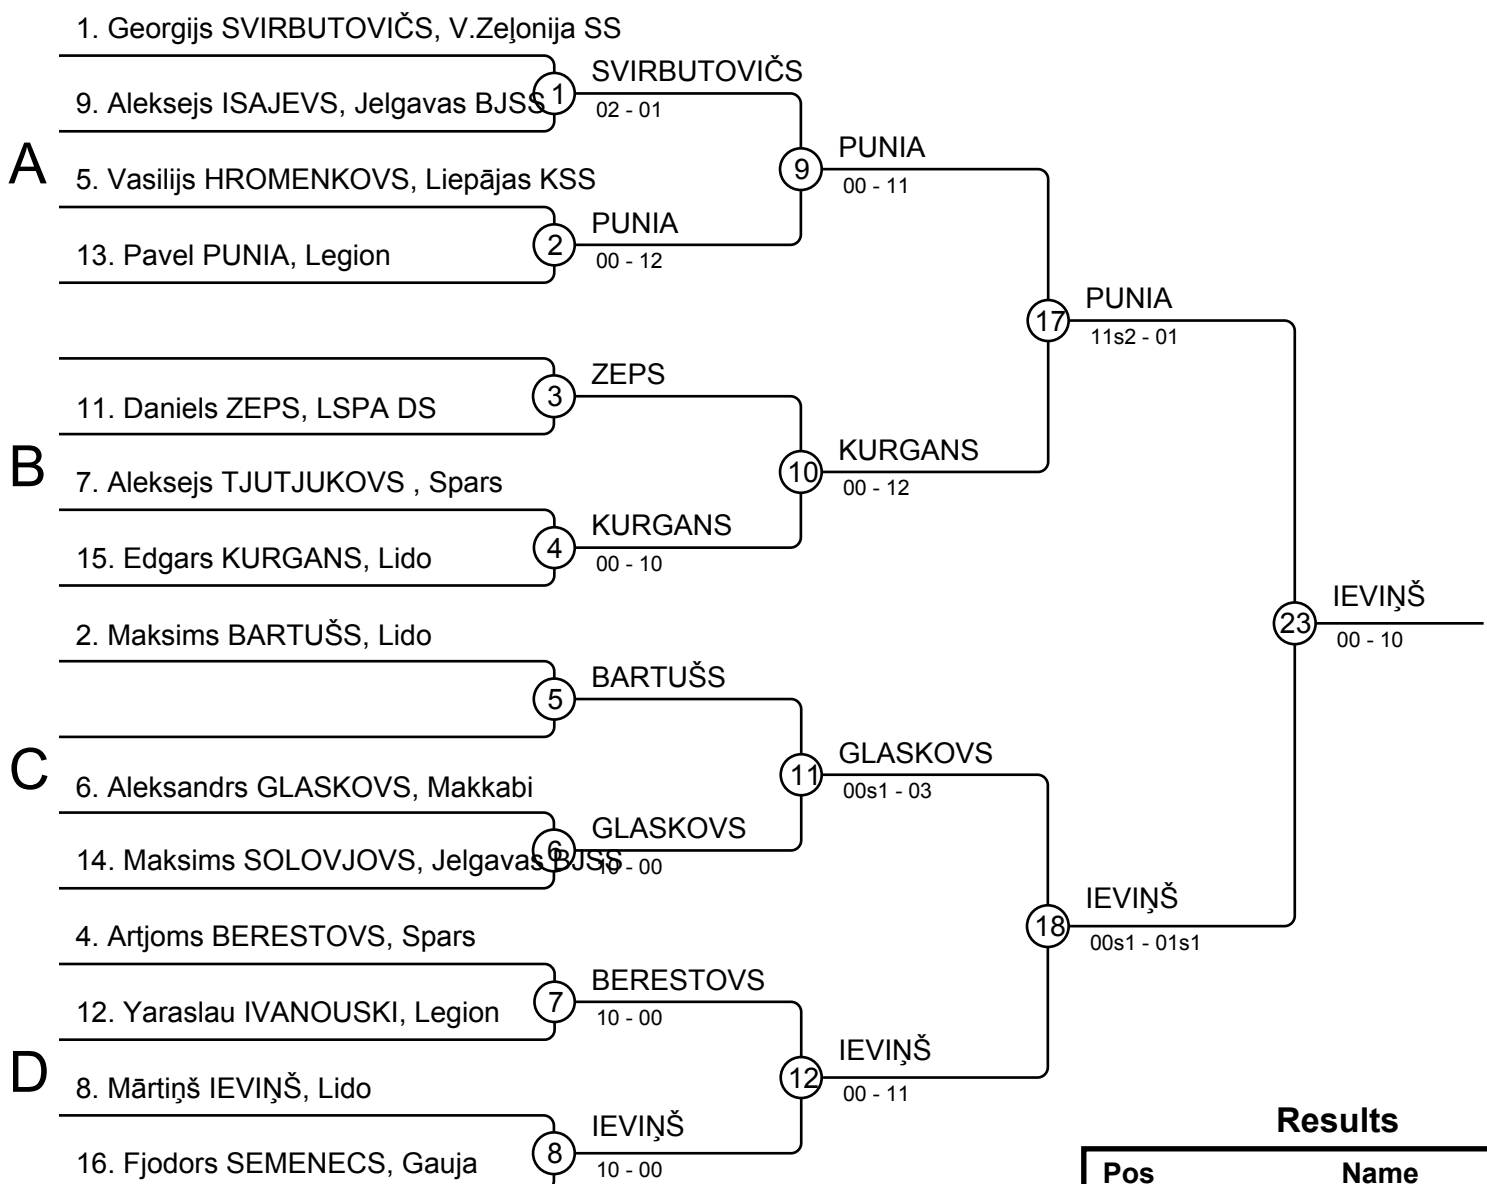 1. Georgijs SVIRBUTOVIČS, V.Zeļonija SS
SVIRBUTOVIČS
1
9. Aleksejs ISAJEVS, Jelgavas BJSS
02 - 01
PUNIA
A
9
5. Vasilijs HROMENKOVS, Liepājas KSS
00 - 11
PUNIA
2
13. Pavel PUNIA, Legion
00 - 12
PUNIA
17
11s2 - 01
ZEPS
3
11. Daniels ZEPS, LSPA DS
KURGANS
B
10
7. Aleksejs TJUTJUKOVS , Spars
00 - 12
KURGANS
4
15. Edgars KURGANS, Lido
00 - 10
IEVIŅŠ
23
2. Maksims BARTUŠS, Lido
00 - 10
BARTUŠS
5
GLASKOVS
C
11
6. Aleksandrs GLASKOVS, Makkabi
00s1 - 03
GLASKOVS
6
14. Maksims SOLOVJOVS, Jelgavas BJSS
10 - 00
IEVIŅŠ
18
4. Artjoms BERESTOVS, Spars
00s1 - 01s1
BERESTOVS
7
12. Yaraslau IVANOUSKI, Legion
10 - 00
IEVIŅŠ
D
12
8. Mārtiņš IEVIŅŠ, Lido
00 - 11
IEVIŅŠ
8
16. Fjodors SEMENECS, Gauja
10 - 00
Results
Pos Name